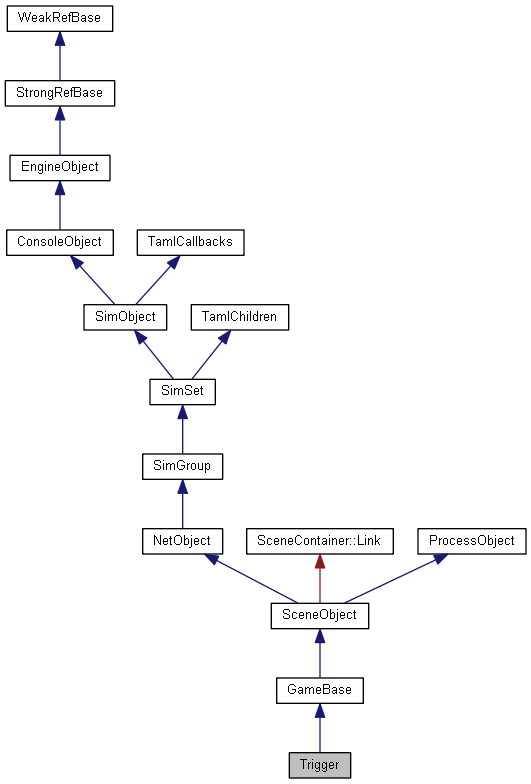 WeakRefBase
StrongRefBase
EngineObject
ConsoleObject
TamlCallbacks
SimObject
TamlChildren
SimSet
SimGroup
NetObject
SceneContainer::Link
ProcessObject
SceneObject
GameBase
Trigger